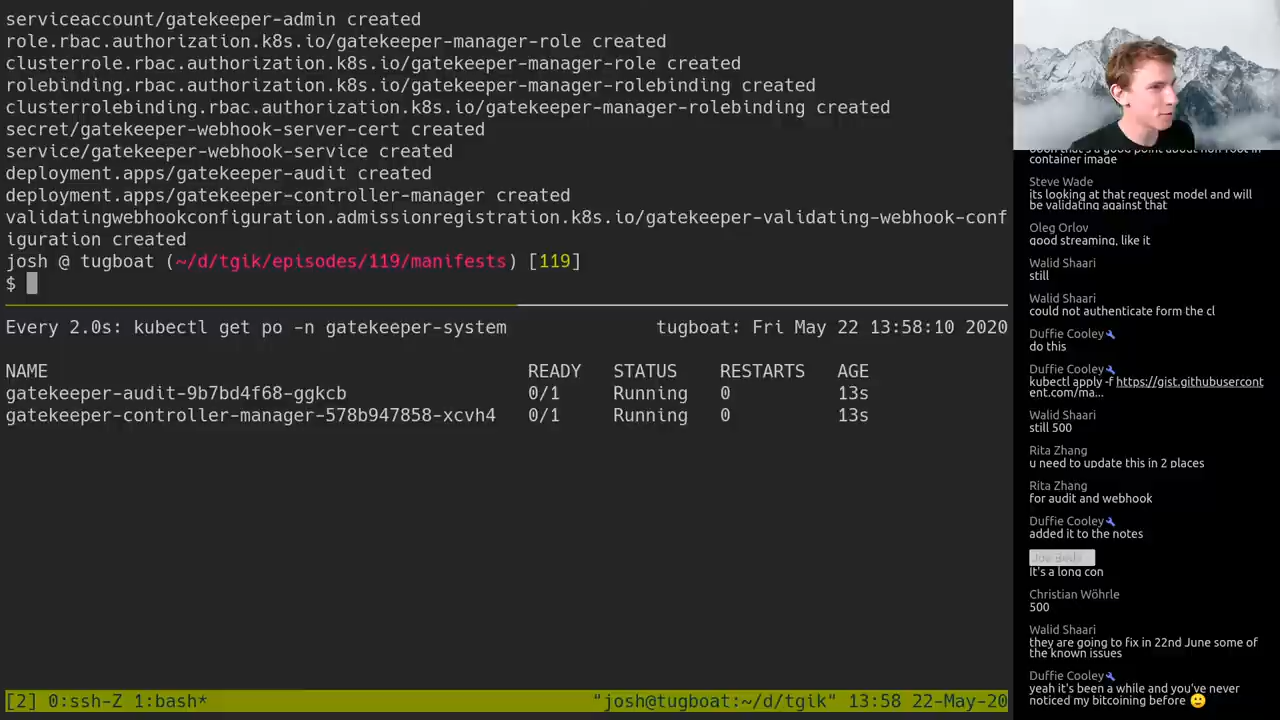 serviceaccount/gatekeeper-admin created
role.rbac.authorization.k8s.io/gatekeeper-manager-role created
clusterrole.rbac.authorization.k8s.io/gatekeeper-manager-role created
rolebinding.rbac.authorization.k8s.io/gatekeeper-manager-rolebinding created
clusterrolebinding.rbac.authorization.k8s.io/gatekeeper-manager-rolebinding created
secret/gatekeeper-webhook-server-cert created
service/gatekeeper-webhook-service created
deployment.apps/gatekeeper-audit created
deployment.apps/gatekeeper-controller-manager created
validatingwebhookconfiguration.admissionregistration.k8s.io/gatekeeper-validating-webhook-conf
iguration created
josh @ tugboat (~/d/tgik/episodes/119/manifests) [119]
$
Every 2.0s: kubectl get po -n gatekeeper-system tugboat: Fri May 22 13:58:10 2020
NAME READY STATUS RESTARTS AGE
gatekeeper-audit-9b7bd4f68-ggkcb 0/1 Running 0 13s
gatekeeper-controller-manager-578b947858-xcvh4 0/1 Running 0 13s
[2] 0:ssh-Z 1:bash* "josh@tugboat:~/d/tgik" 13:58 22-May-20
that's a good point about non root in
container image
Steve Wade
its looking at that request model and will
be validating against that
Oleg Orlov
good streaming, like it
Walid Shaari
still
Walid Shaari
could not authenticate form the cl
Duffie Cooley
do this
Duffie Cooley
kubectl apply -f https://gist.githubusercont
ent.com/ma...
Walid Shaari
still 500
Rita Zhang
u need to update this in 2 places
Rita Zhang
for audit and webhook
Duffie Cooley
added it to the notes
It's a long con
Christian Wöhrle
500
Walid Shaari
they are going to fix in 22nd June some of
the known issues
Duffie Cooley
yeah it's been a while and you've never
noticed my bitcoining before 🙂